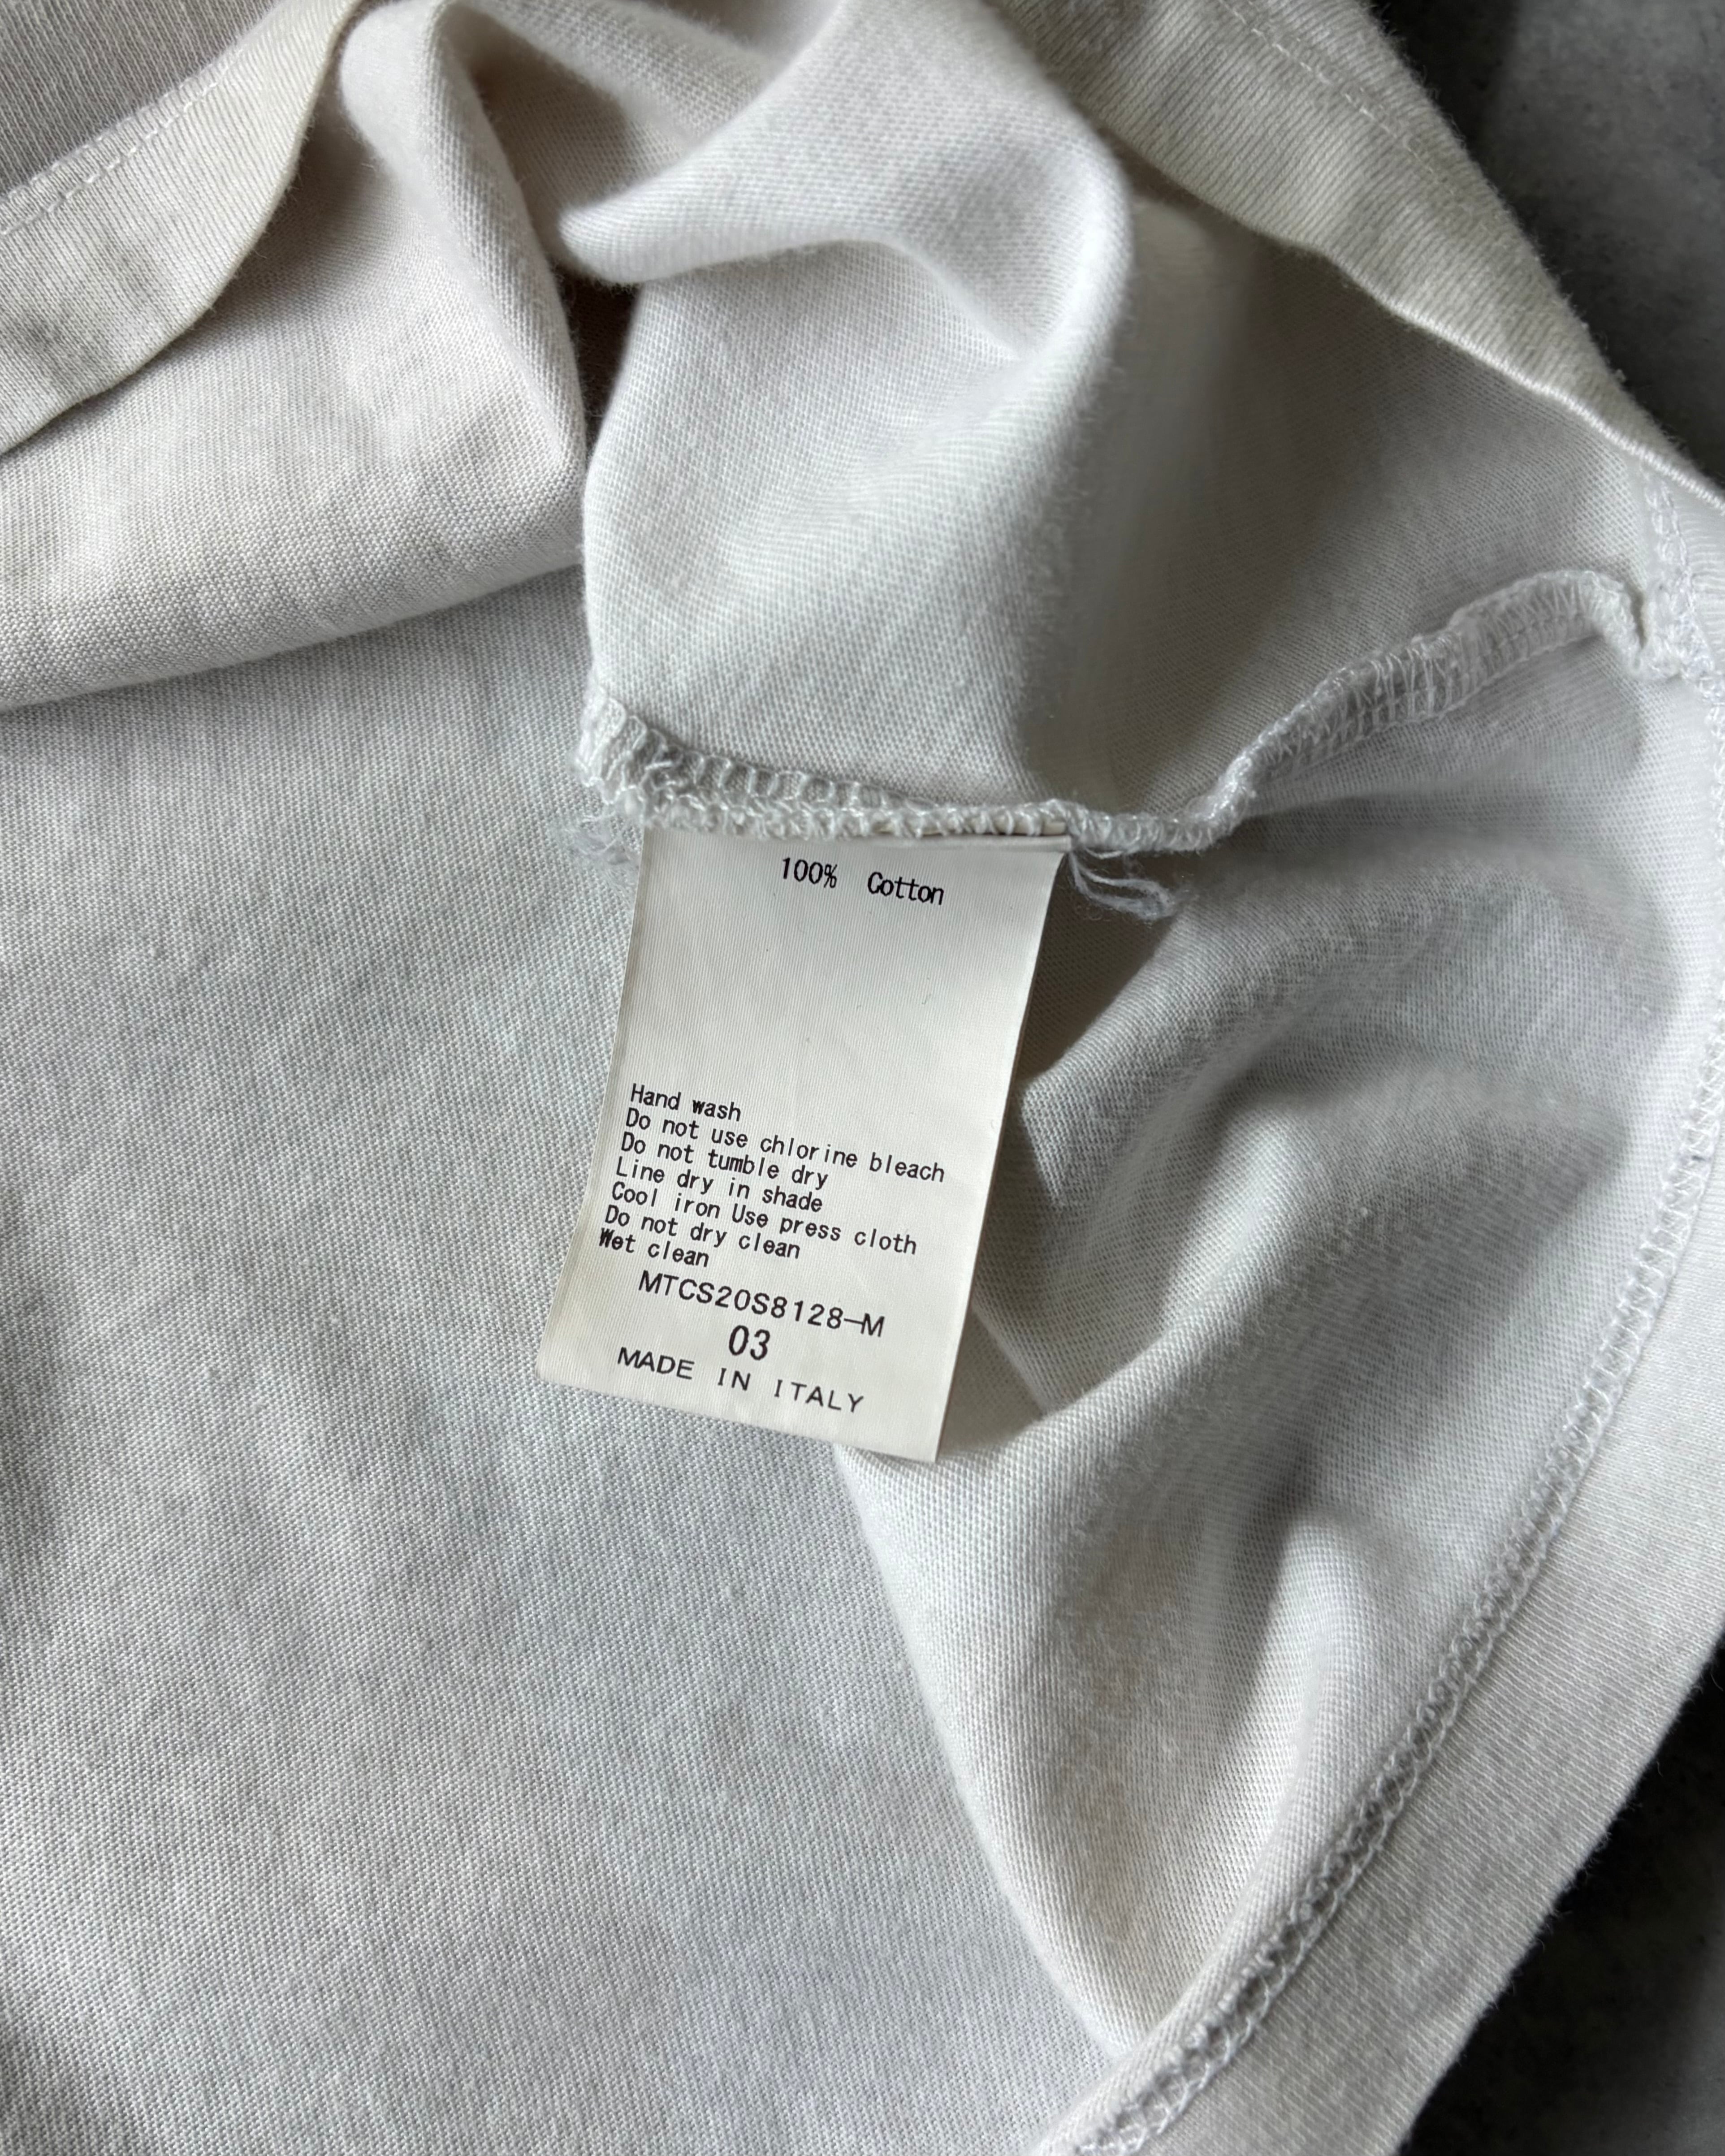 100% Cotton
Hand wash
Do not use chlorine bleach
Do not tumble dry
Line dry in shade
Cool iron Use press cloth
Do not dry clean
Wet clean
MTCS20S8128-M
03
MADE IN ITALY